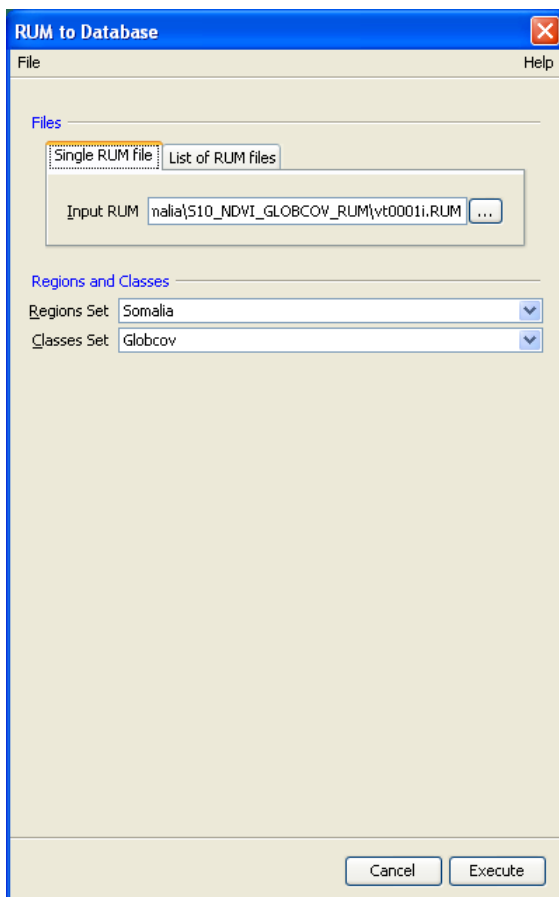 RUM to Database
File Help
Files
Single RUM file List of RUM files
Input RUM nalia\S10_NDVI_GLOBCOV_RUM\vt0001i.RUM ...
Regions and Classes
Regions Set Somalia
Classes Set Globcov
Cancel Execute